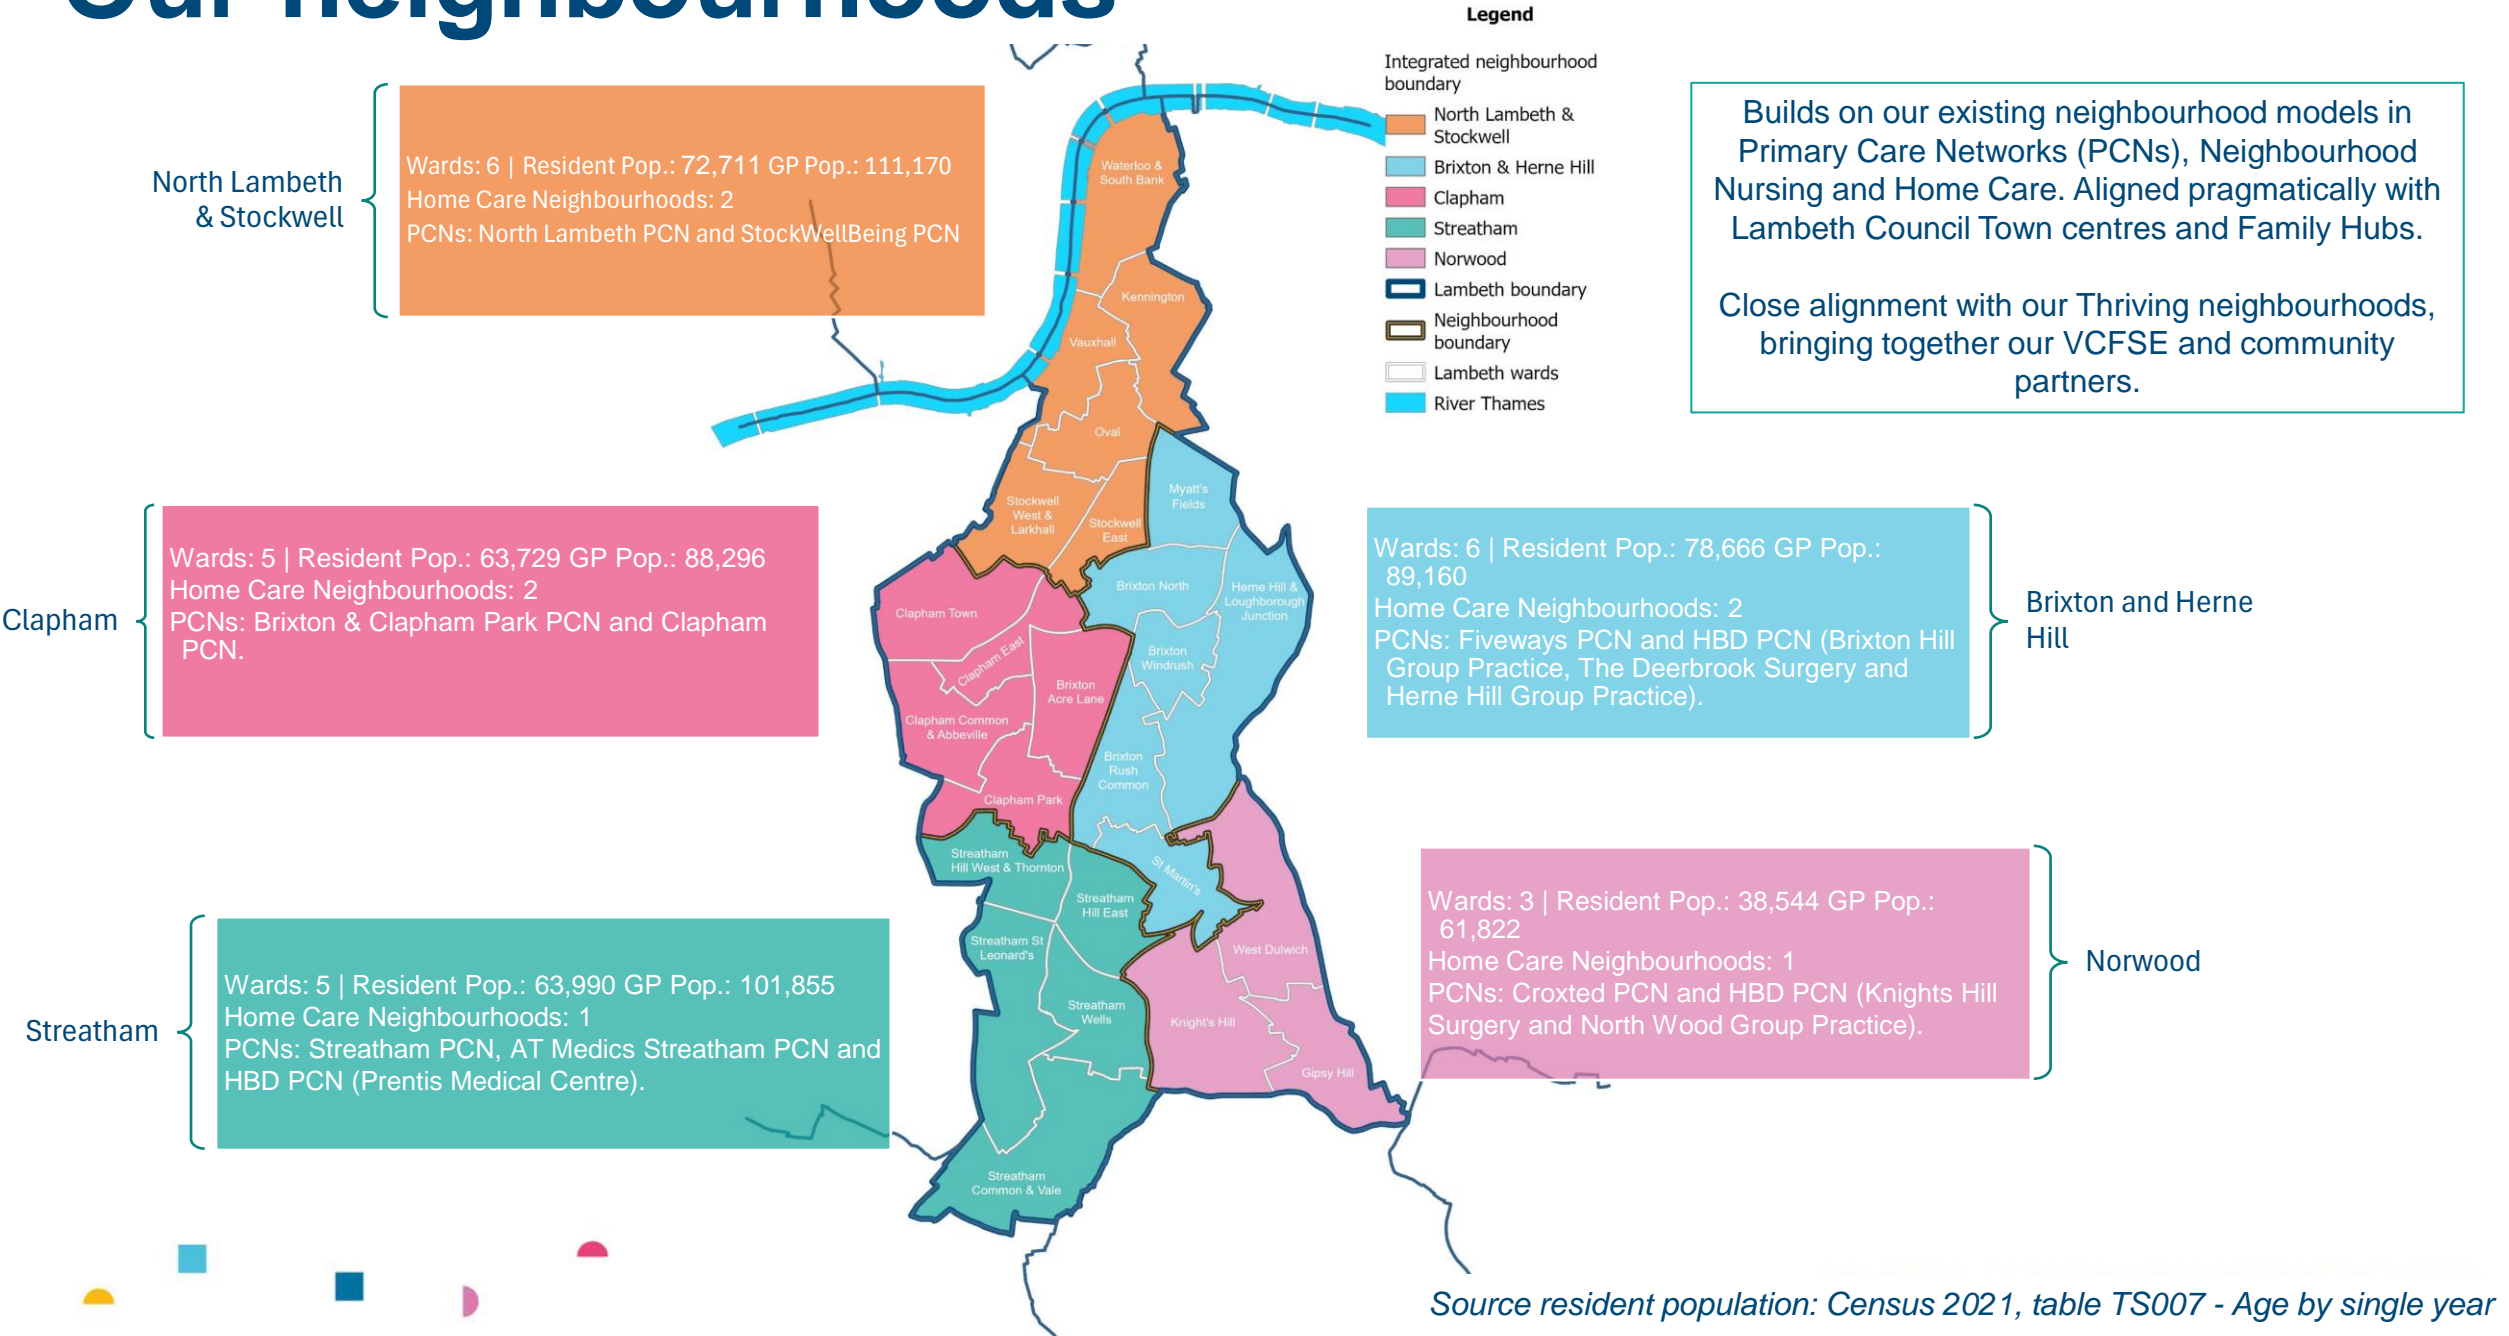 Our neighbourhoods
Legend
Integrated neighbourhood
boundary
North Lambeth &
Stockwell
Brixton & Herne Hill
Clapham
Streatham
Norwood
Lambeth boundary
Neighbourhood
boundary
Lambeth wards
River Thames
Builds on our existing neighbourhood models in
Primary Care Networks (PCNs), Neighbourhood
Nursing and Home Care. Aligned pragmatically with
Lambeth Council Town centres and Family Hubs.
Close alignment with our Thriving neighbourhoods,
bringing together our VCFSE and community
partners.
North Lambeth
& Stockwell
Wards: 6 | Resident Pop.: 72,711 GP Pop.: 111,170
Home Care Neighbourhoods: 2
PCNs: North Lambeth PCN and StockWellBeing PCN
Clapham
Wards: 5 | Resident Pop.: 63,729 GP Pop.: 88,296
Home Care Neighbourhoods: 2
PCNs: Brixton & Clapham Park PCN and Clapham
PCN.
Streatham
Wards: 5 | Resident Pop.: 63,990 GP Pop.: 101,855
Home Care Neighbourhoods: 1
PCNs: Streatham PCN, AT Medics Streatham PCN and
HBD PCN (Prentis Medical Centre).
Waterloo &
South Bank
Kennington
Vauxhall
Oval
Stockwell
West &
Larkhall
Stockwell
East
Myatt's
Fields
Brixton North
Herne Hill &
Loughborough
Junction
Clapham Town
Clapham East
Brixton
Windrush
Brixton
Acre Lane
Clapham Common
& Abbeville
Brixton
Rush
Common
Clapham Park
Streatham
Hill West & Thornton
St Martin's
Streatham
Hill East
Streatham St
Leonard's
West Dulwich
Streatham
Wells
Knight's Hill
Gipsy Hill
Streatham
Common & Vale
Wards: 6 | Resident Pop.: 78,666 GP Pop.:
89,160
Home Care Neighbourhoods: 2
PCNs: Fiveways PCN and HBD PCN (Brixton Hill
Group Practice, The Deerbrook Surgery and
Herne Hill Group Practice).
Brixton and Herne
Hill
Wards: 3 | Resident Pop.: 38,544 GP Pop.:
61,822
Home Care Neighbourhoods: 1
PCNs: Croxted PCN and HBD PCN (Knights Hill
Surgery and North Wood Group Practice).
Norwood
Source resident population: Census 2021, table TS007 - Age by single year